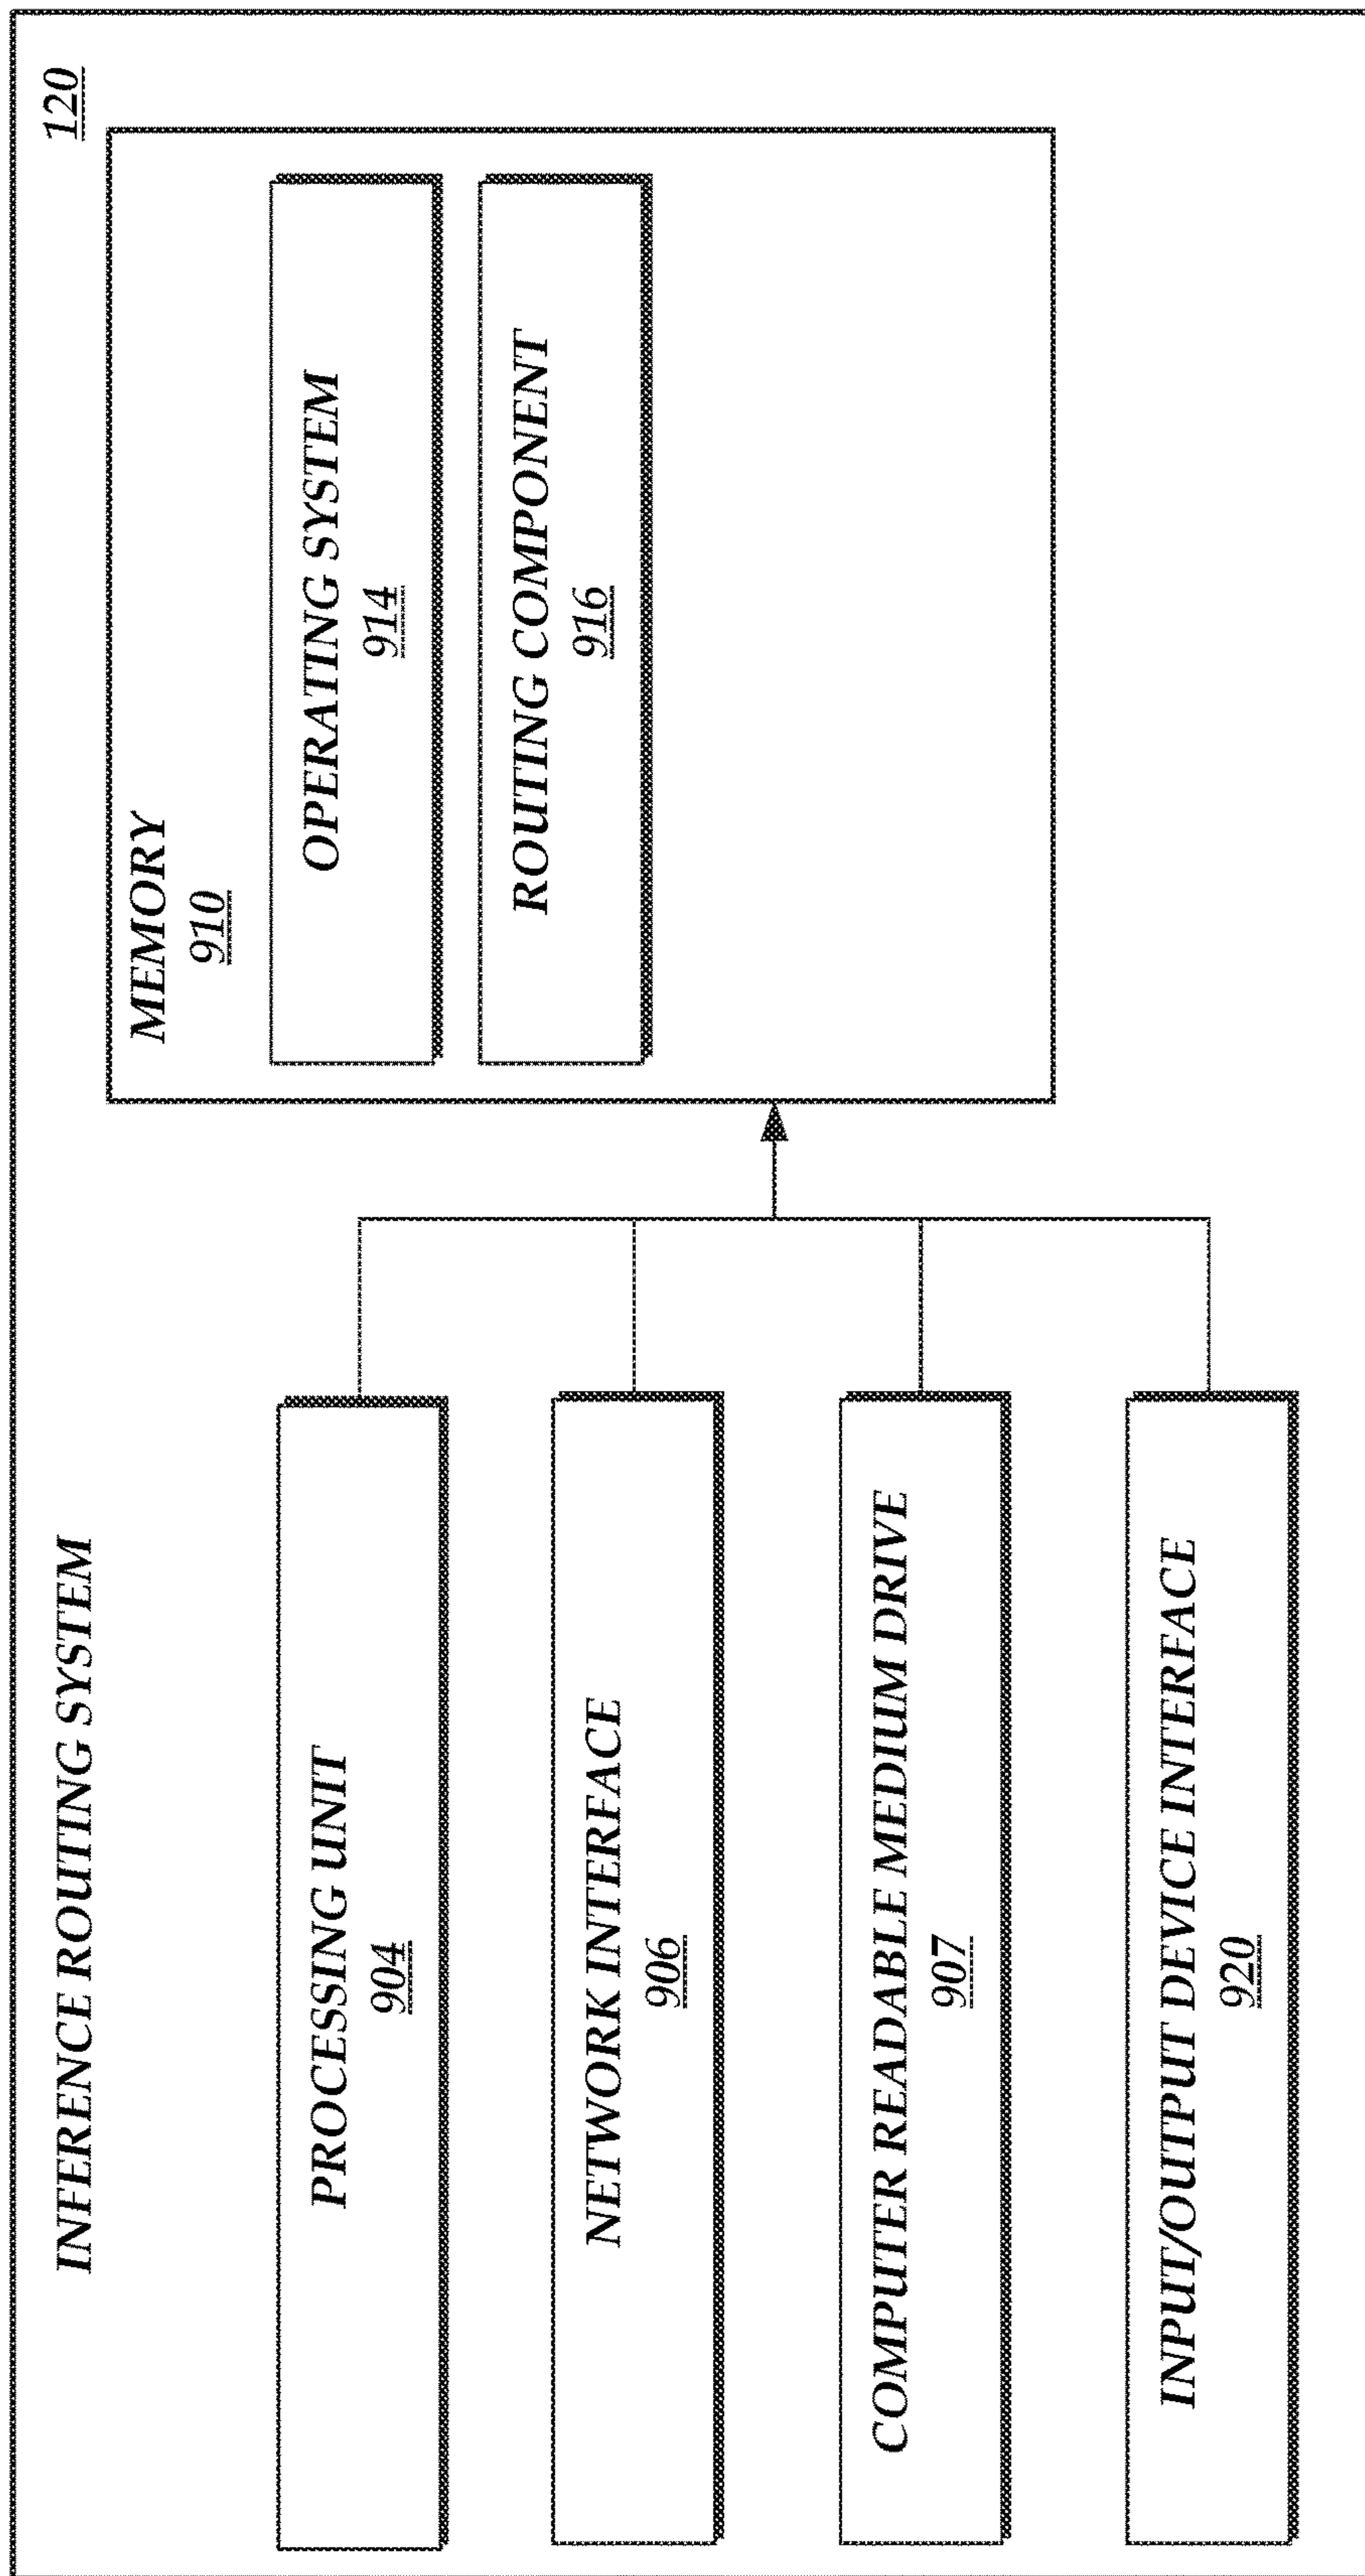 INFERENCE ROUTING SYSTEM
120
PROCESSING UNIT
904
NETWORK INTERFACE
906
COMPUTER READABLE MEDIUM DRIVE
907
INPUT/OUTPUT DEVICE INTERFACE
920
MEMORY
910
OPERATING SYSTEM
914
ROUTING COMPONENT
916